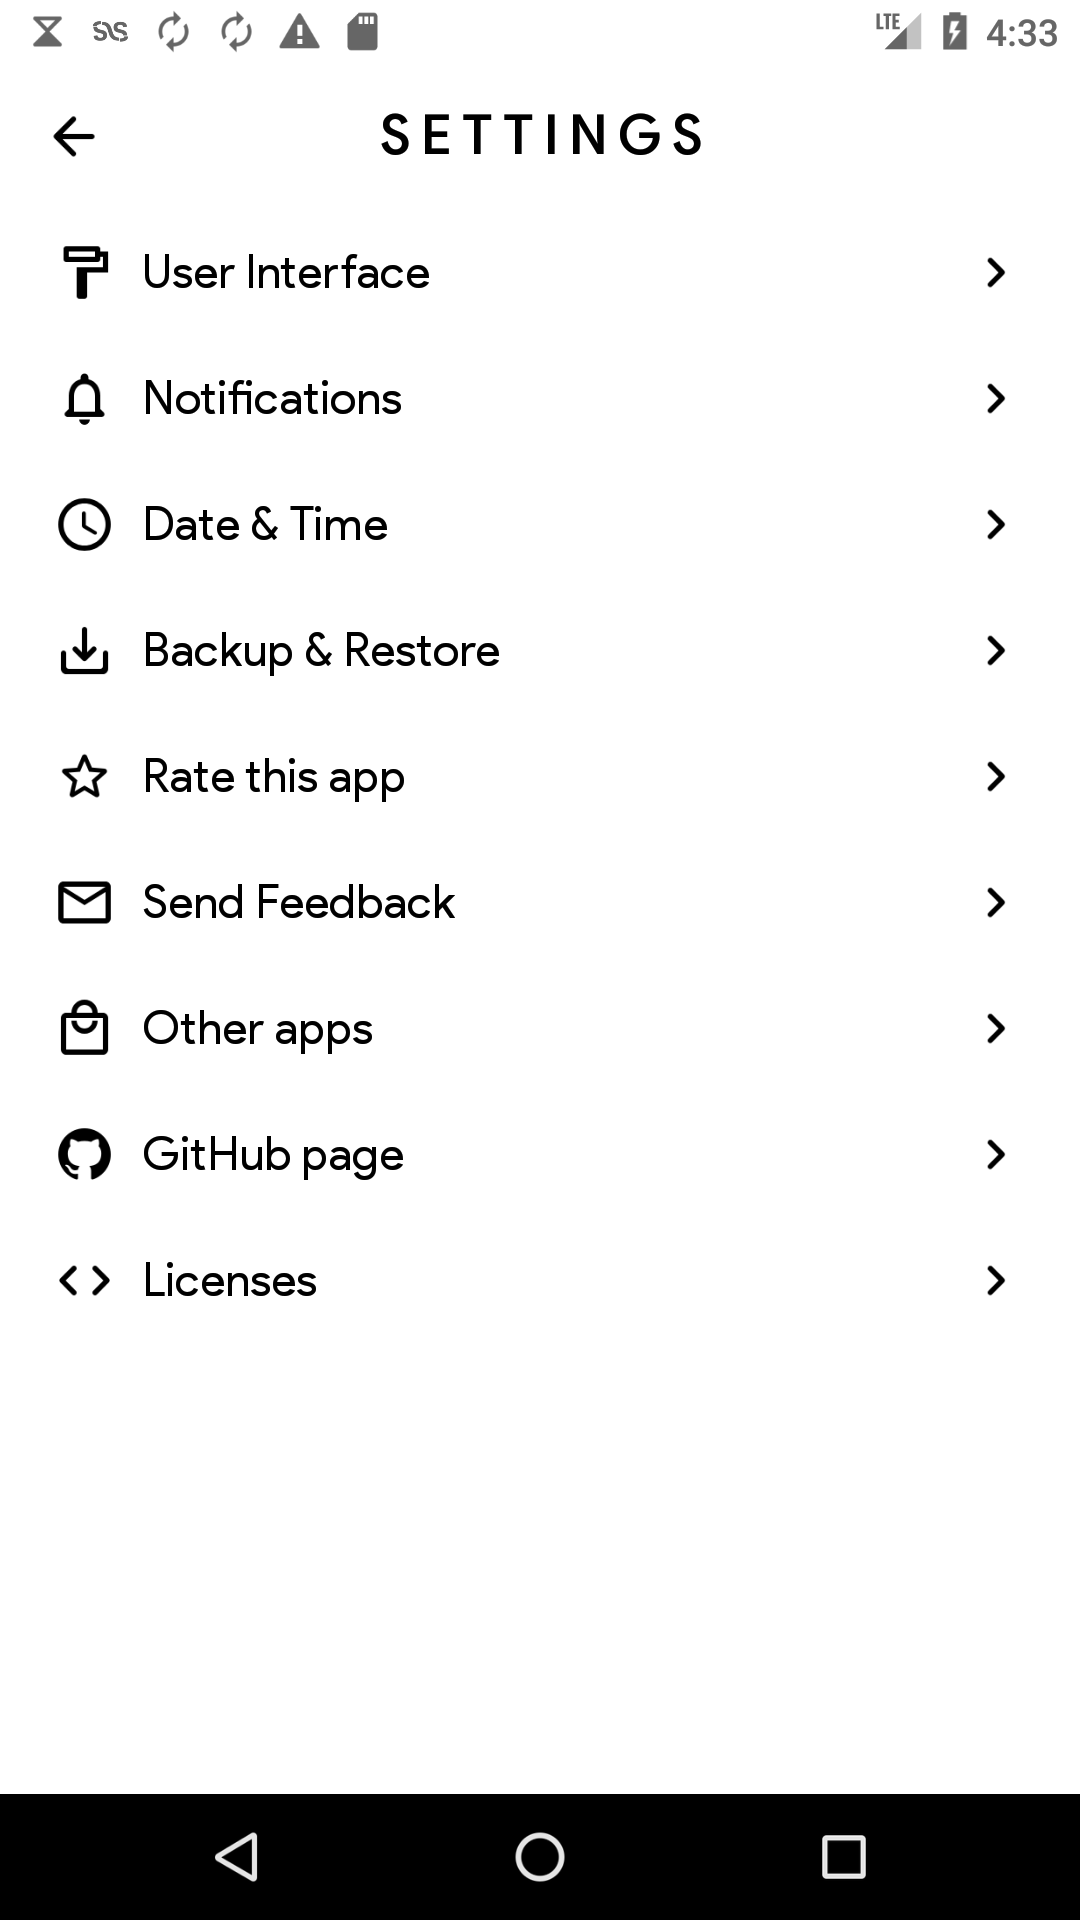 LTE 4:33
SETTINGS
User Interface
Notifications
Date & Time
Backup & Restore
Rate this app
Send Feedback
Other apps
GitHub page
Licenses